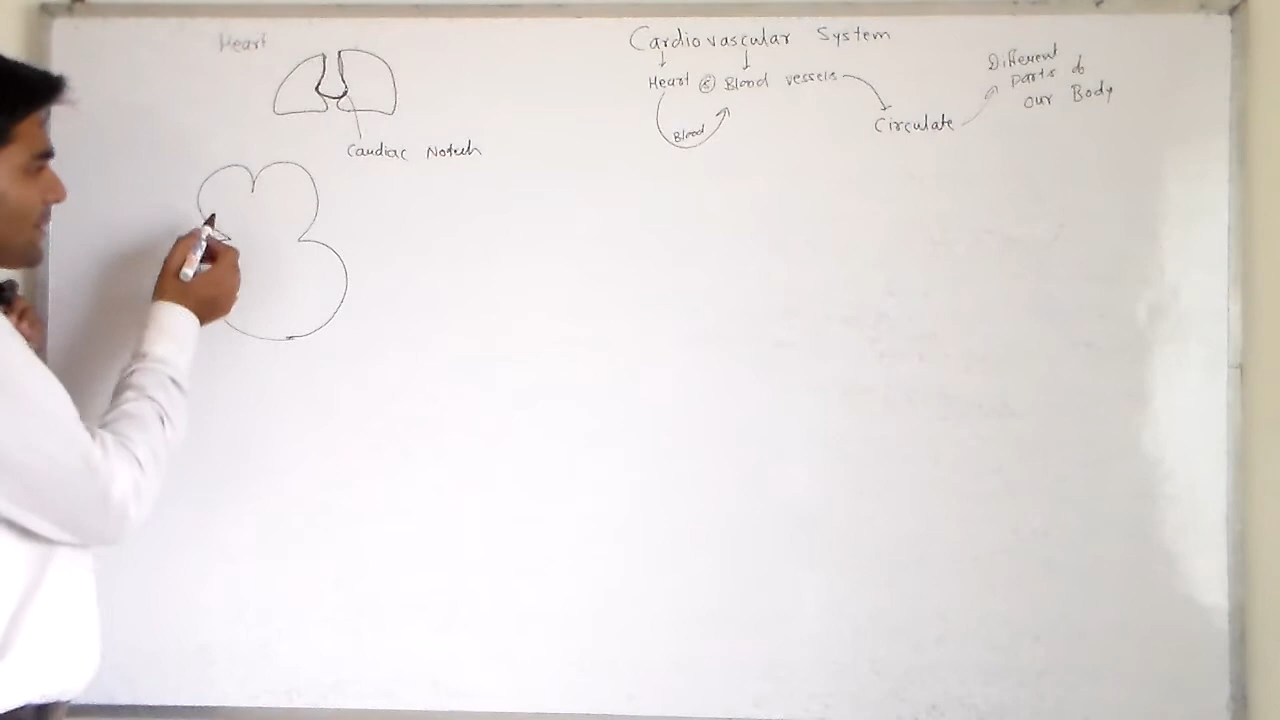 Heart
Cardiac Notch
Cardiovascular System
Heart & Blood vessels
Blood
Circulate
Different
parts of
our Body